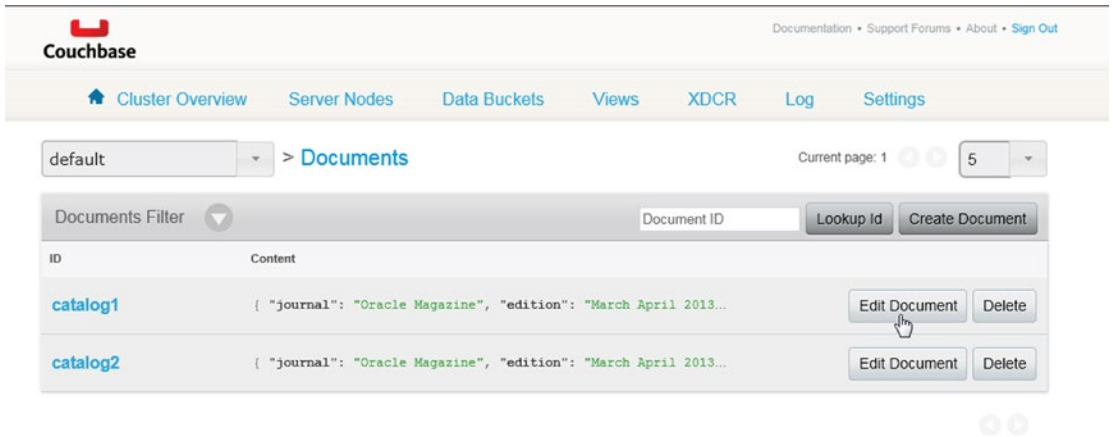 Couchbase
Documentation • Support Forums • About • Sign Out
Cluster Overview Server Nodes Data Buckets Views XDCR Log Settings
default > Documents Current page: 1 5
Documents Filter Document ID Lookup Id Create Document
ID Content
catalog1 { "journal": "Oracle Magazine", "edition": "March April 2013... Edit Document Delete
catalog2 { "journal": "Oracle Magazine", "edition": "March April 2013... Edit Document Delete